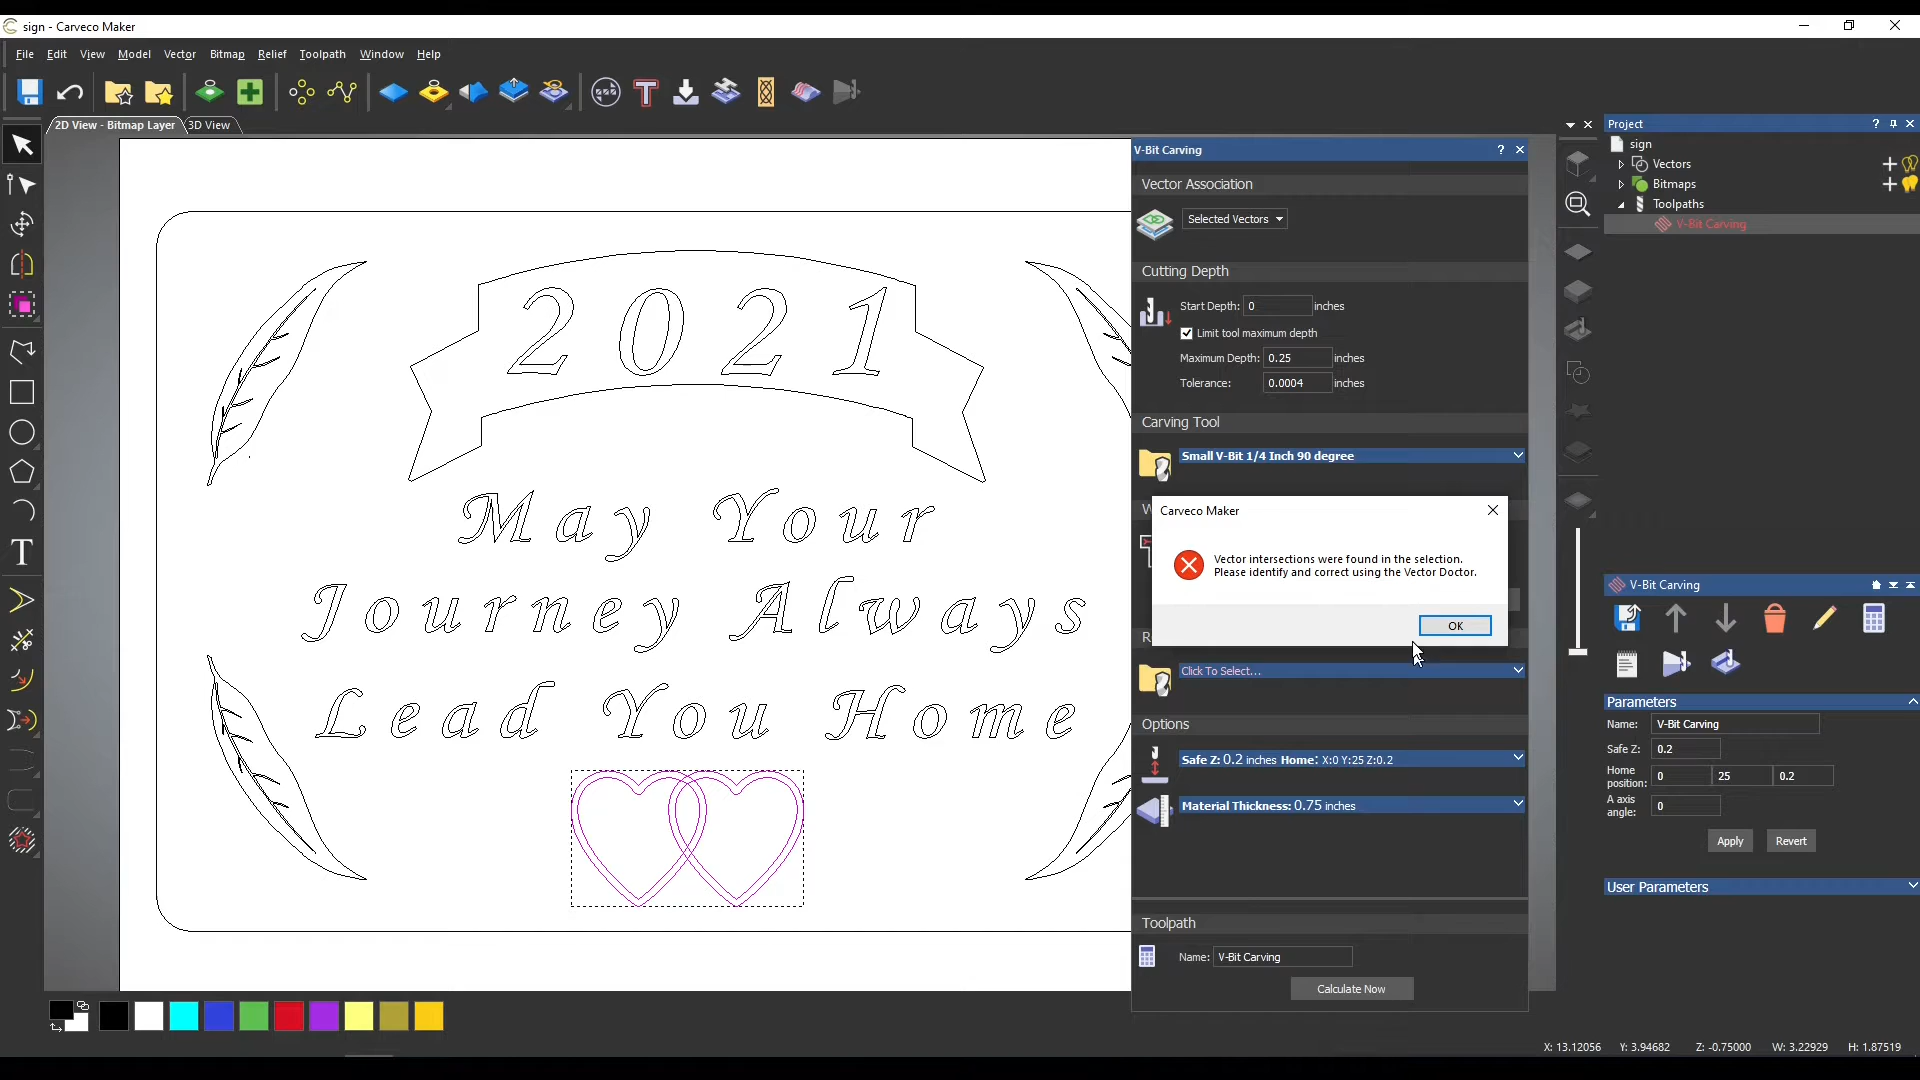 sign - Carveco Maker
File Edit View Model Vector Bitmap Relief Toolpath Window Help
2D View - Bitmap Layer 3D View
2021
May Your
Journey Always
Lead You Home
V-Bit Carving ?
Vector Association
Selected Vectors
Cutting Depth
Start Depth: 0 inches
Limit tool maximum depth
Maximum Depth: 0.25 inches
Tolerance: 0.0004 inches
Carving Tool
Small V-Bit 1/4 Inch 90 degree
Carveco Maker
Vector intersections were found in the selection.
Please identify and correct using the Vector Doctor.
OK
Click To Select...
Options
Safe Z: 0.2 inches Home: X:0 Y:25 Z:0.2
Material Thickness: 0.75 inches
Toolpath
Name: V-Bit Carving
Calculate Now
Project ?
sign
Vectors
Bitmaps
Toolpaths
V-Bit Carving
V-Bit Carving
Parameters
Name: V-Bit Carving
Safe Z: 0.2
Home position: 0 25 0.2
A axis angle: 0
Apply Revert
User Parameters
X: 13.12056 Y: 3.94682 Z: -0.75000 W: 3.22929 H: 1.87519